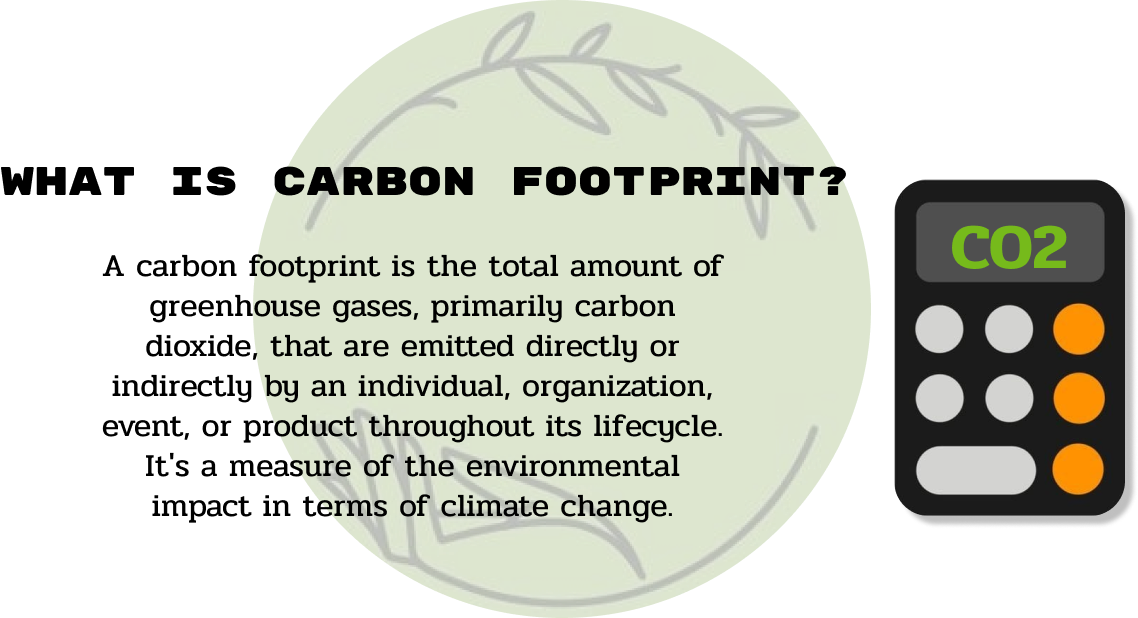 WHAT IS CARBON FOOTPRINT?
A carbon footprint is the total amount of
greenhouse gases, primarily carbon
dioxide, that are emitted directly or
indirectly by an individual, organization,
event, or product throughout its lifecycle.
It's a measure of the environmental
impact in terms of climate change.
CO2